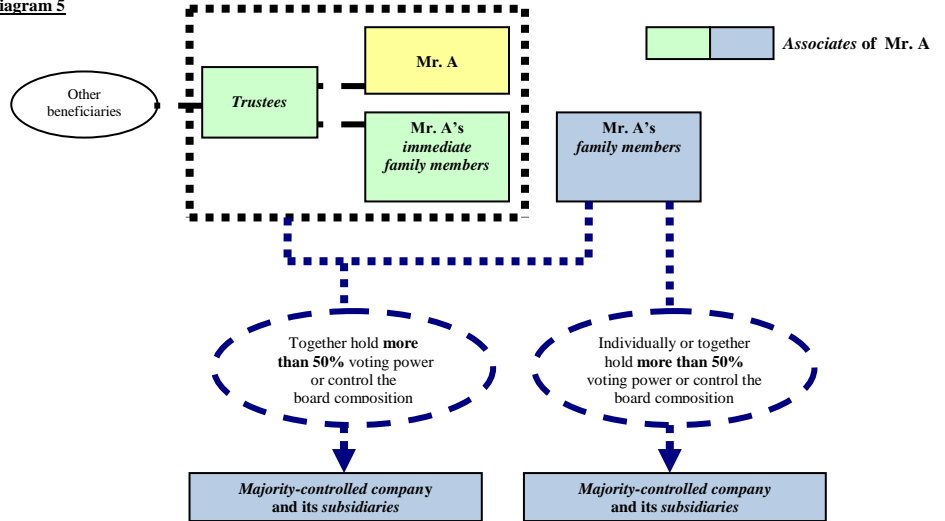 iagram 5
Mr. A
Associates of Mr. A
Other
beneficiaries
Trustees
Mr. A's
immediate
family members
Mr. A's
family members
Together hold more
than 50% voting power
or control the
board composition
Individually or together
hold more than 50%
voting power or control the
board composition
Majority-controlled company
and its subsidiaries
Majority-controlled company
and its subsidiaries